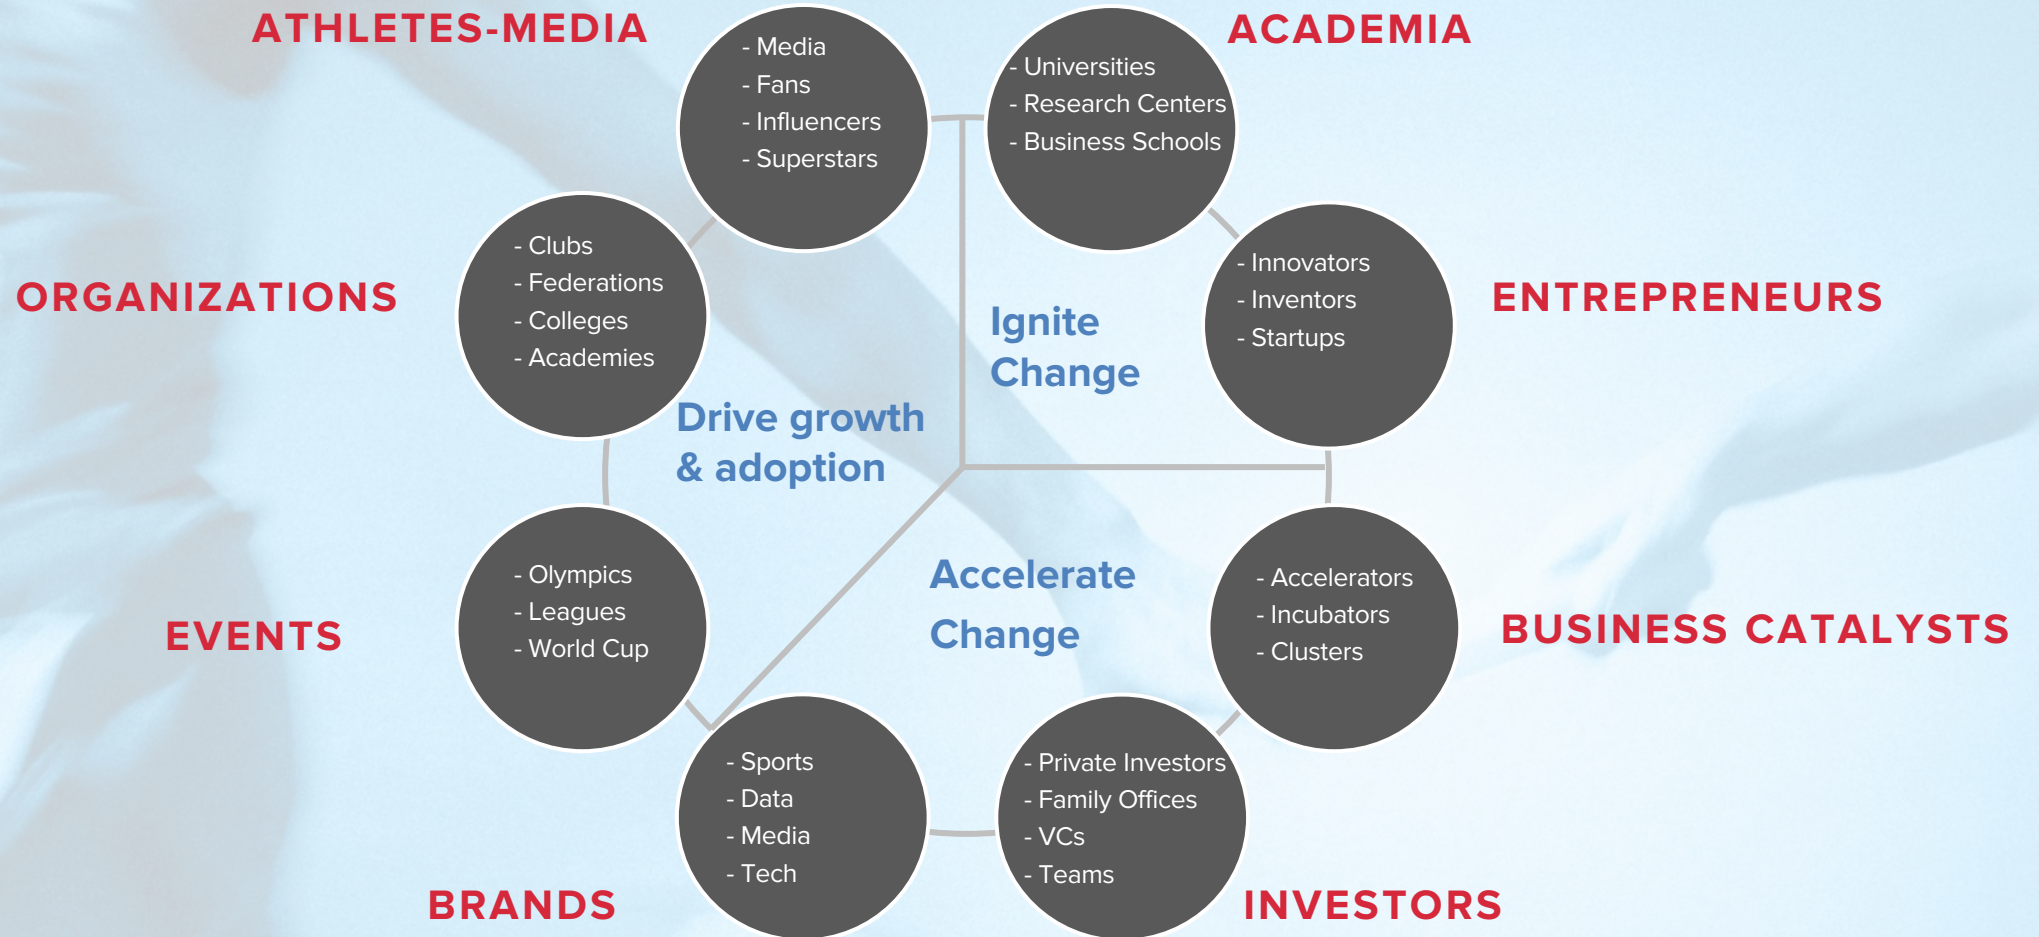 ATHLETES-MEDIA
- Media
- Fans
- Influencers
- Superstars
ACADEMIA
- Universities
- Research Centers
- Business Schools
ORGANIZATIONS
- Clubs
- Federations
- Colleges
- Academies
ENTREPRENEURS
- Innovators
- Inventors
- Startups
Ignite
Change
Drive growth
& adoption
Accelerate
Change
EVENTS
- Olympics
- Leagues
- World Cup
BUSINESS CATALYSTS
- Accelerators
- Incubators
- Clusters
BRANDS
- Sports
- Data
- Media
- Tech
INVESTORS
- Private Investors
- Family Offices
- VCs
- Teams